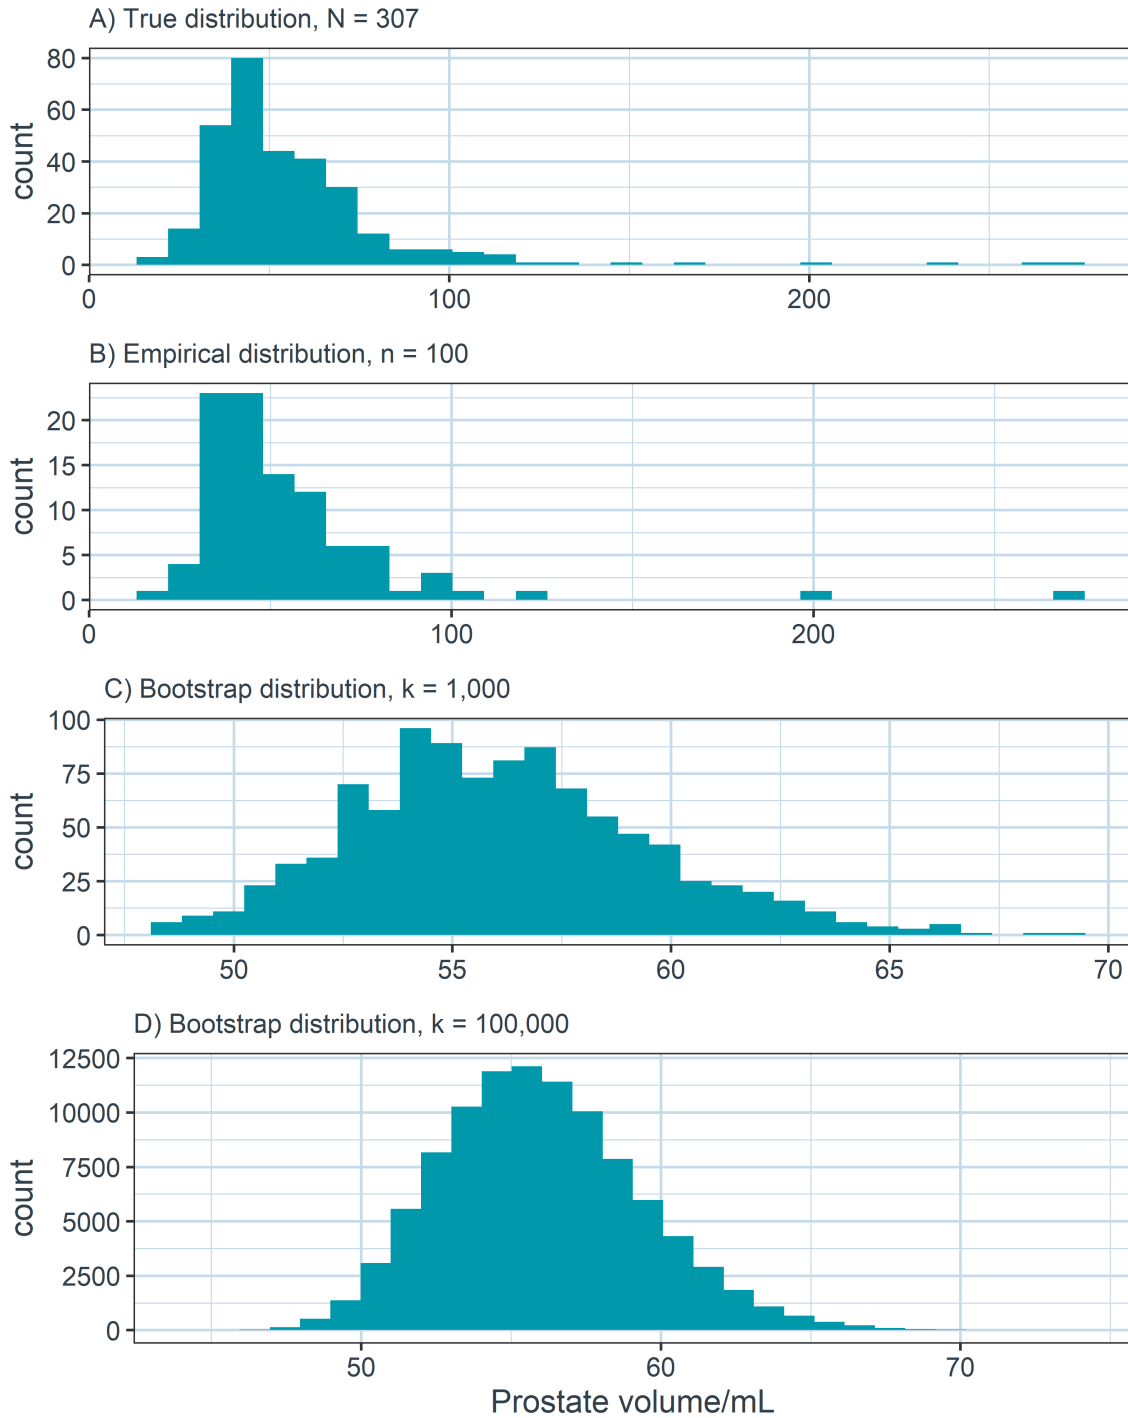 A) True distribution, N = 307
80
60
40
20
0
count
0 100 200
B) Empirical distribution, n = 100
20
15
10
5
0
count
0 100 200
C) Bootstrap distribution, k = 1,000
100
75
50
25
0
count
50 55 60 65 70
D) Bootstrap distribution, k = 100,000
12500
10000
7500
5000
2500
0
count
50 60 70
Prostate volume/mL